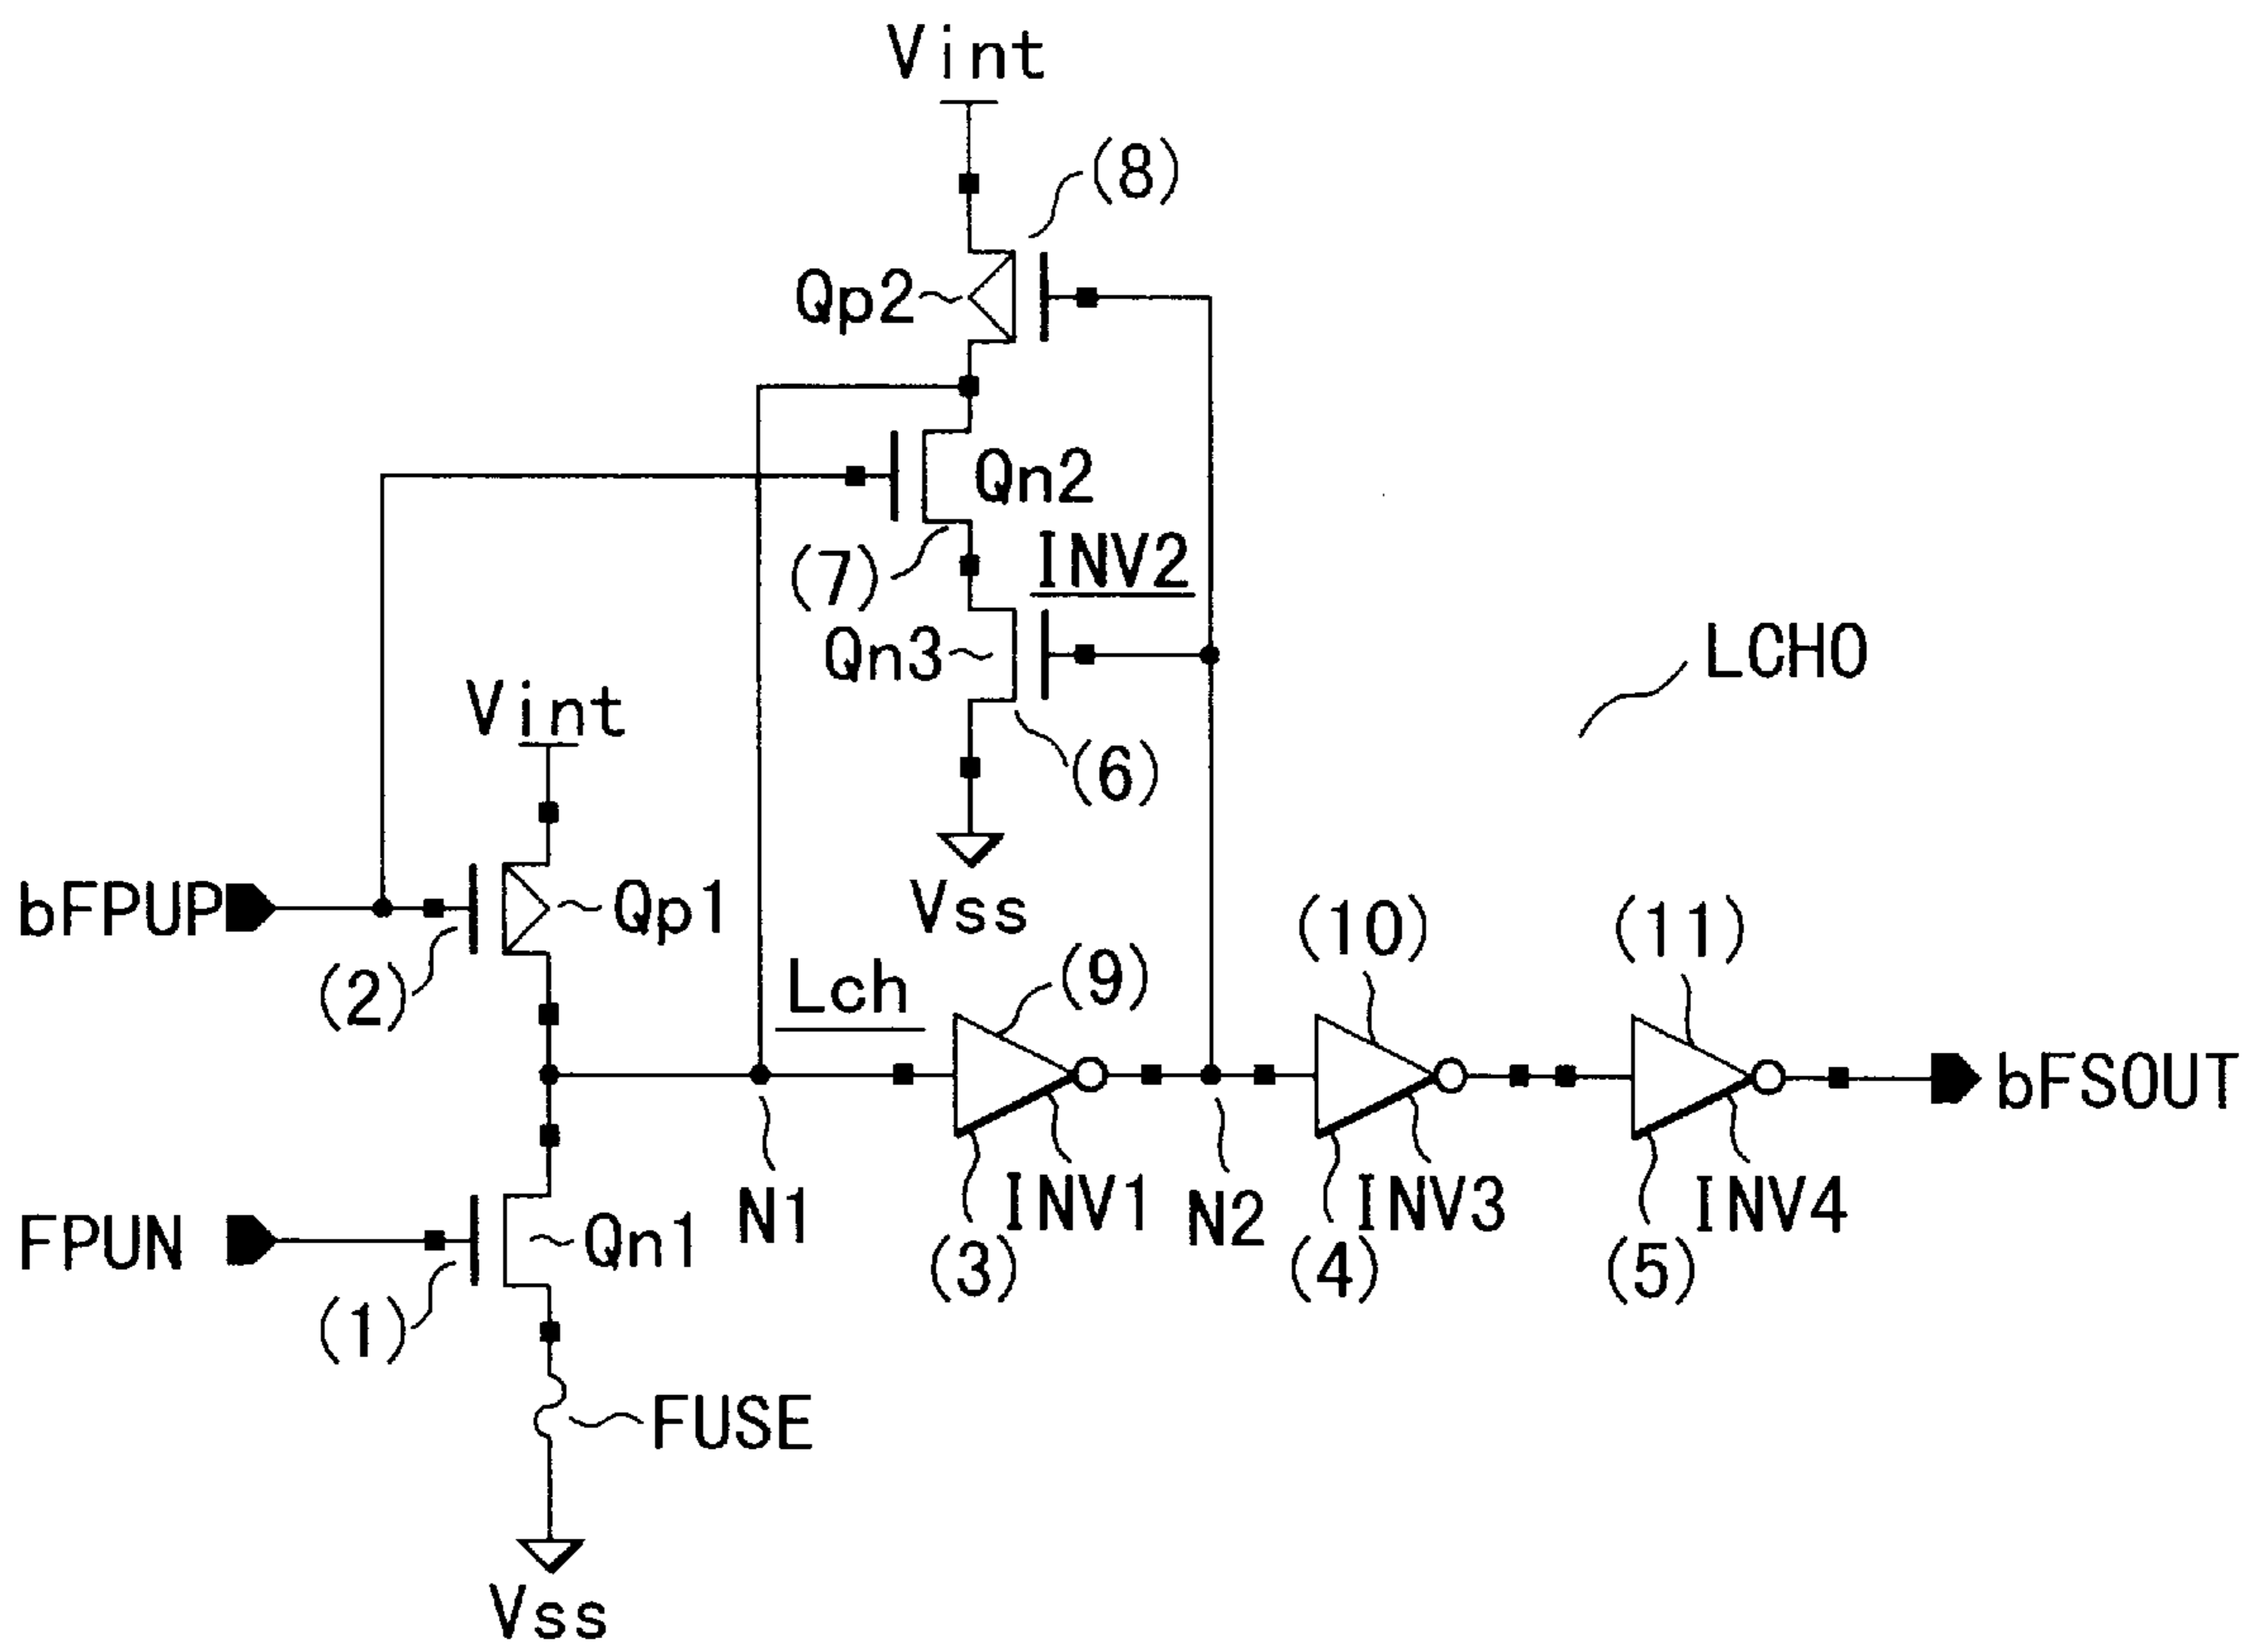 Vint
(8)
Qp2
Qn2
(7)
INV2
Qn3
LCH0
Vint
(6)
bFPUP
Qp1
Vss
(10)
(11)
(2)
Lch
(9)
bFSOUT
FPUN
Qn1
N1
INV1
N2
INV3
INV4
(3)
(4)
(5)
(1)
FUSE
Vss